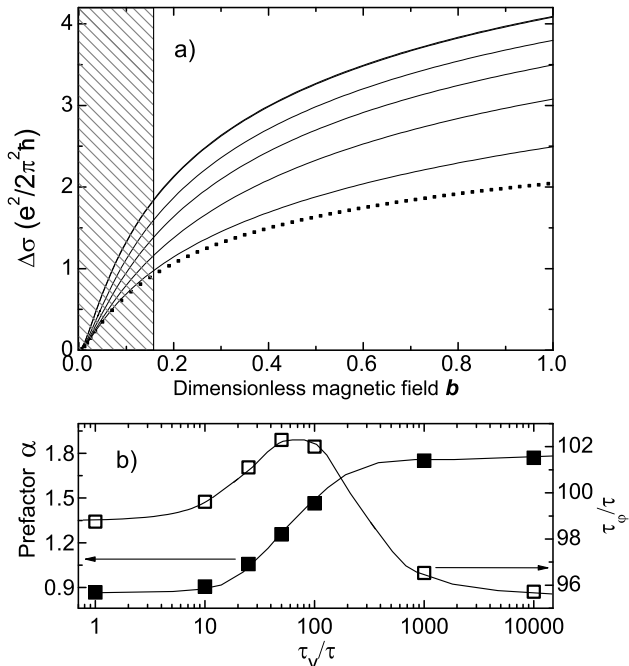 a)
Δσ (e²/2π²ħ)
4
3
2
1
0
0.0 0.2 0.4 0.6 0.8 1.0
Dimensionless magnetic field b
b)
Prefactor α
1.8
1.5
1.2
0.9
102
100
98
96
τφ/τ
1 10 100 1000 10000
τv/τ